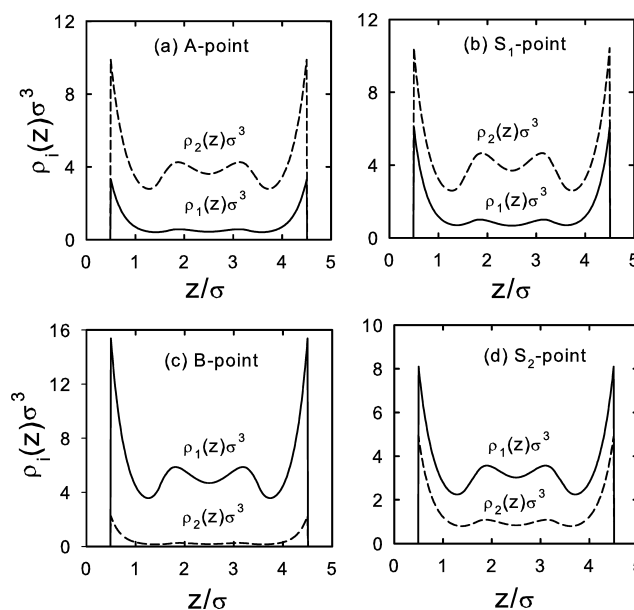 (a) A-point
ρᵢ(z)σ³
12
8
4
0
ρ₂(z)σ³
ρ₁(z)σ³
0 1 2 3 4 5
z/σ
(b) S₁-point
12
8
4
0
ρ₂(z)σ³
ρ₁(z)σ³
0 1 2 3 4 5
z/σ
(c) B-point
ρᵢ(z)σ³
16
12
8
4
0
ρ₁(z)σ³
ρ₂(z)σ³
0 1 2 3 4 5
z/σ
(d) S₂-point
10
8
6
4
2
0
ρ₁(z)σ³
ρ₂(z)σ³
0 1 2 3 4 5
z/σ